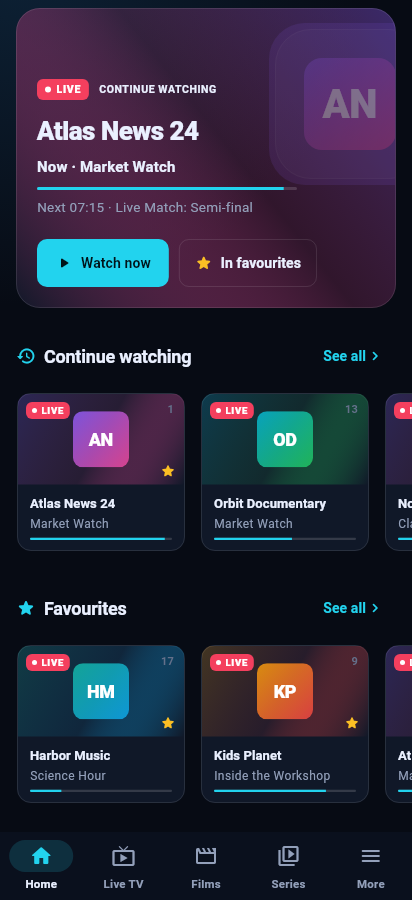 LIVE CONTINUE WATCHING
AN
Atlas News 24
Now · Market Watch
Next 07:15 · Live Match: Semi-final
Watch now
In favourites
Continue watching
See all
LIVE
1
AN
Atlas News 24
Market Watch
LIVE
13
OD
Orbit Documentary
Market Watch
Favourites
See all
LIVE
17
HM
Harbor Music
Science Hour
LIVE
9
KP
Kids Planet
Inside the Workshop
At
Home
Live TV
Films
Series
More